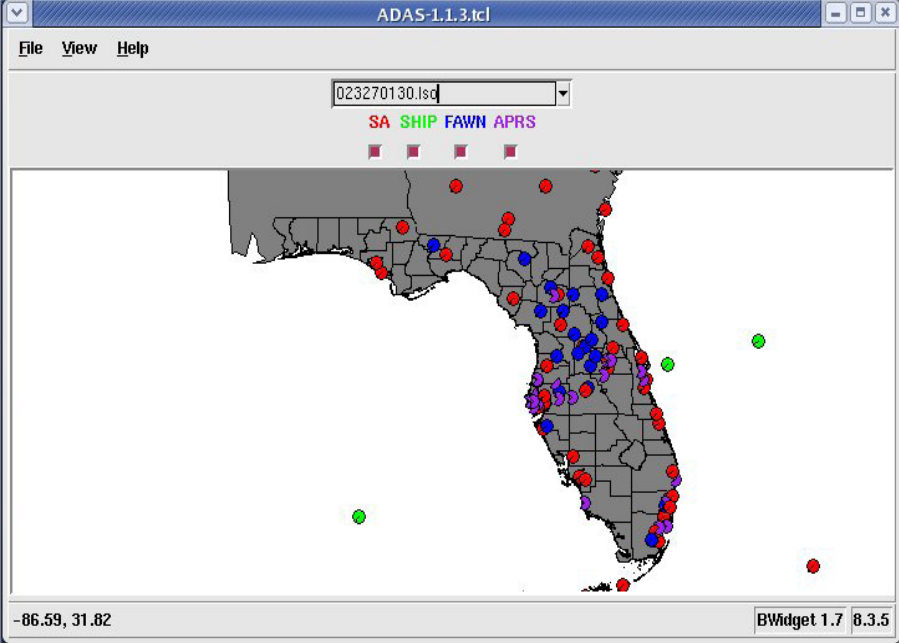 ADAS-1.1.3.tcl
File View Help
023270130.lso
SA SHIP FAWN APRS
-86.59, 31.82
BWidget 1.7 8.3.5